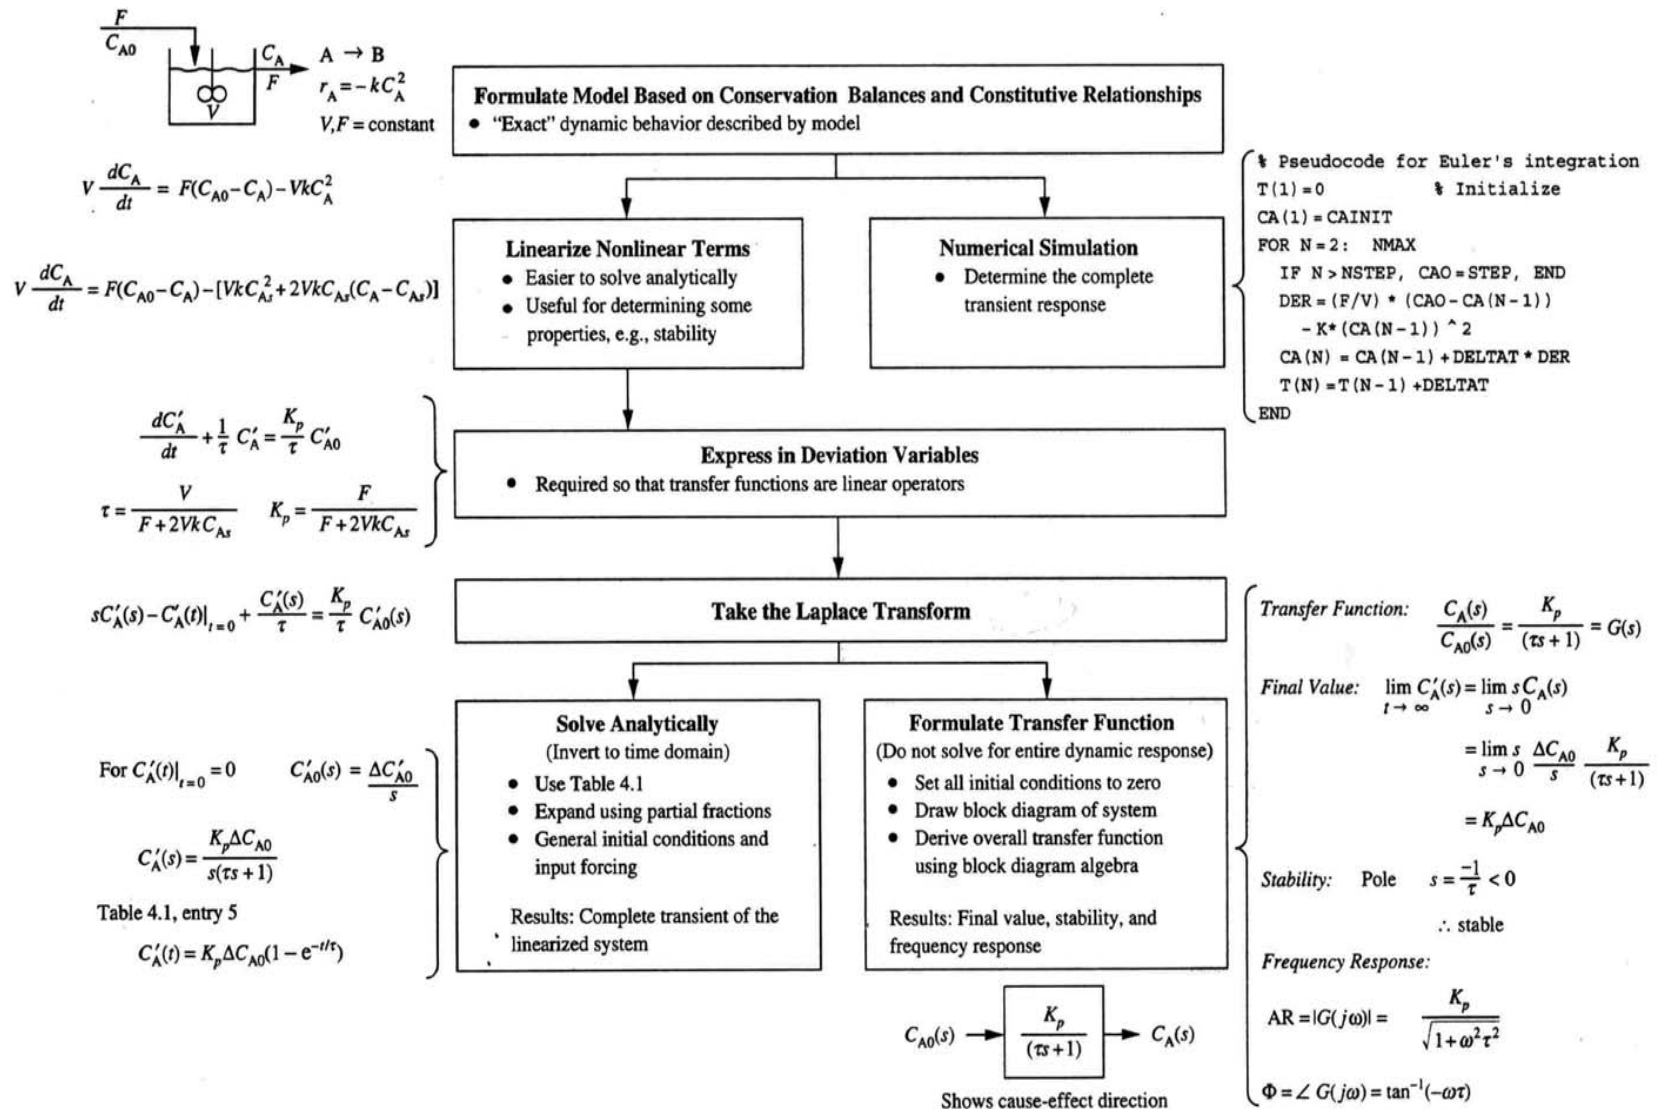 F
C_A0
C_A
F
V
A → B
r_A = −kC_A^2
V,F = constant
V dC_A/dt = F(C_A0 − C_A) − VkC_A^2
V dC_A/dt = F(C_A0 − C_A) − [VkC_As^2 + 2VkC_As(C_A − C_As)]
Formulate Model Based on Conservation Balances and Constitutive Relationships
• “Exact” dynamic behavior described by model
Linearize Nonlinear Terms
• Easier to solve analytically
• Useful for determining some
properties, e.g., stability
Numerical Simulation
• Determine the complete
transient response
% Pseudocode for Euler's integration
T(1)=0 % Initialize
CA(1)=CAINIT
FOR N=2: NMAX
IF N>NSTEP, CAO=STEP, END
DER=(F/V) * (CAO-CA(N-1))
-K*(CA(N-1))^2
CA(N) = CA(N-1)+DELTAT*DER
T(N)=T(N-1)+DELTAT
END
dC′_A/dt + 1/τ C′_A = K_p/τ C′_A0
τ = V/(F + 2VkC_As) K_p = F/(F + 2VkC_As)
Express in Deviation Variables
• Required so that transfer functions are linear operators
sC′_A(s) − C′_A(t)|_t=0 + C′_A(s)/τ = K_p/τ C′_A0(s)
Take the Laplace Transform
Solve Analytically
(Invert to time domain)
• Use Table 4.1
• Expand using partial fractions
• General initial conditions and
input forcing
Results: Complete transient of the
linearized system
For C′_A(t)|_t=0 = 0 C′_A0(s) = ΔC′_A0/s
C′_A(s) = K_pΔC_A0/s(τs + 1)
Table 4.1, entry 5
C′_A(t) = K_pΔC_A0(1 − e^−t/τ)
Formulate Transfer Function
(Do not solve for entire dynamic response)
• Set all initial conditions to zero
• Draw block diagram of system
• Derive overall transfer function
using block diagram algebra
Results: Final value, stability, and
frequency response
Transfer Function: C_A(s)/C_A0(s) = K_p/(τs + 1) = G(s)
Final Value: lim t → ∞ C′_A(s) = lim s → 0 sC_A(s)
= lim s → 0 s ΔC_A0/s K_p/(τs + 1)
= K_pΔC_A0
Stability: Pole s = −1/τ < 0
∴ stable
Frequency Response:
AR = |G(jω)| = K_p/√(1 + ω^2τ^2)
Φ = ∠ G(jω) = tan^−1(−ωτ)
C_A0(s) → K_p/(τs + 1) → C_A(s)
Shows cause-effect direction